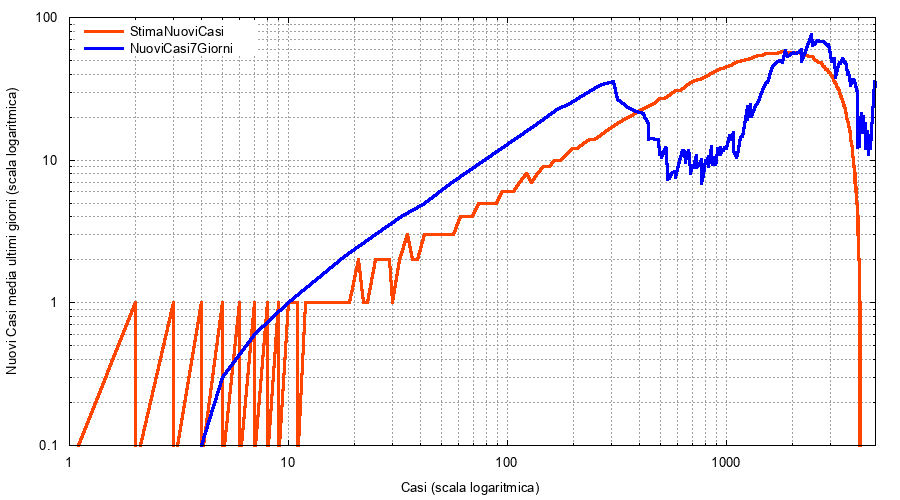 100
StimaNuoviCasi
NuoviCasi7Giorni
10
1
0.1
1
10
100
1000
Nuovi Casi media ultimi giorni (scala logaritmica)
Casi (scala logaritmica)